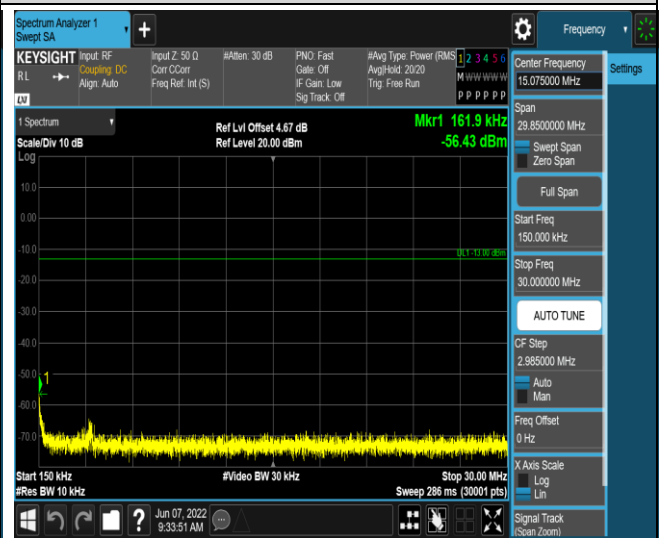 Spectrum Analyzer 1
Swept SA
Frequency
KEYSIGHT
RL
LXI
Input: RF
Coupling: DC
Align: Auto
Input Z: 50 Ω
Corr CCorr
Freq Ref: Int (S)
#Atten: 30 dB
PNO: Fast
Gate: Off
IF Gain: Low
Sig Track: Off
#Avg Type: Power (RMS
Avg|Hold: 20/20
Trig: Free Run
1 2 3 4 5 6
M W W W W W
P P P P P P
1 Spectrum
Scale/Div 10 dB
Ref Lvl Offset 4.67 dB
Ref Level 20.00 dBm
Mkr1 161.9 kHz
-56.43 dBm
Log
10.0
0.00
-10.0
DL1 -13.00 dBm
-20.0
-30.0
-40.0
-50.0
1
-60.0
-70.0
Start 150 kHz
#Video BW 30 kHz
Stop 30.00 MHz
#Res BW 10 kHz
Sweep 286 ms (30001 pts)
Center Frequency
15.075000 MHz
Span
29.8500000 MHz
Swept Span
Zero Span
Full Span
Start Freq
150.000 kHz
Stop Freq
30.000000 MHz
AUTO TUNE
CF Step
2.985000 MHz
Auto
Man
Freq Offset
0 Hz
X Axis Scale
Log
Lin
Signal Track
(Span Zoom)
Settings
?
Jun 07, 2022
9:33:51 AM